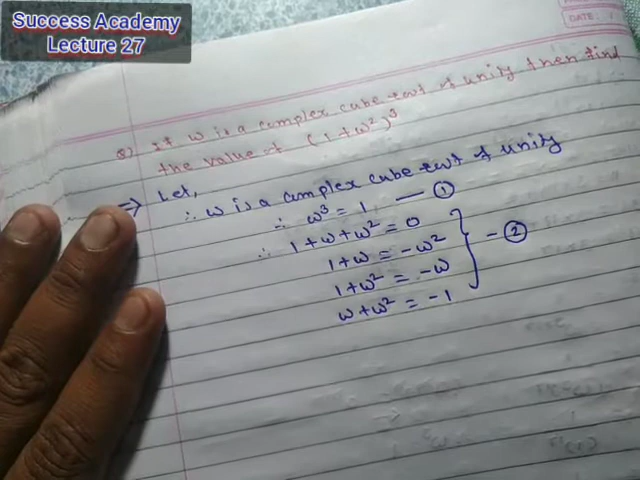 Success Academy
Lecture 27
DATE:
Q) If ω is a complex cube root of unity then find
the value of (1+ω²)³
⇒ Let,
∴ ω is a complex cube root of unity
∴ ω³ = 1 — ①
∴ 1+ω+ω² = 0
1+ω = -ω²
1+ω² = -ω
ω+ω² = -1
} - ②